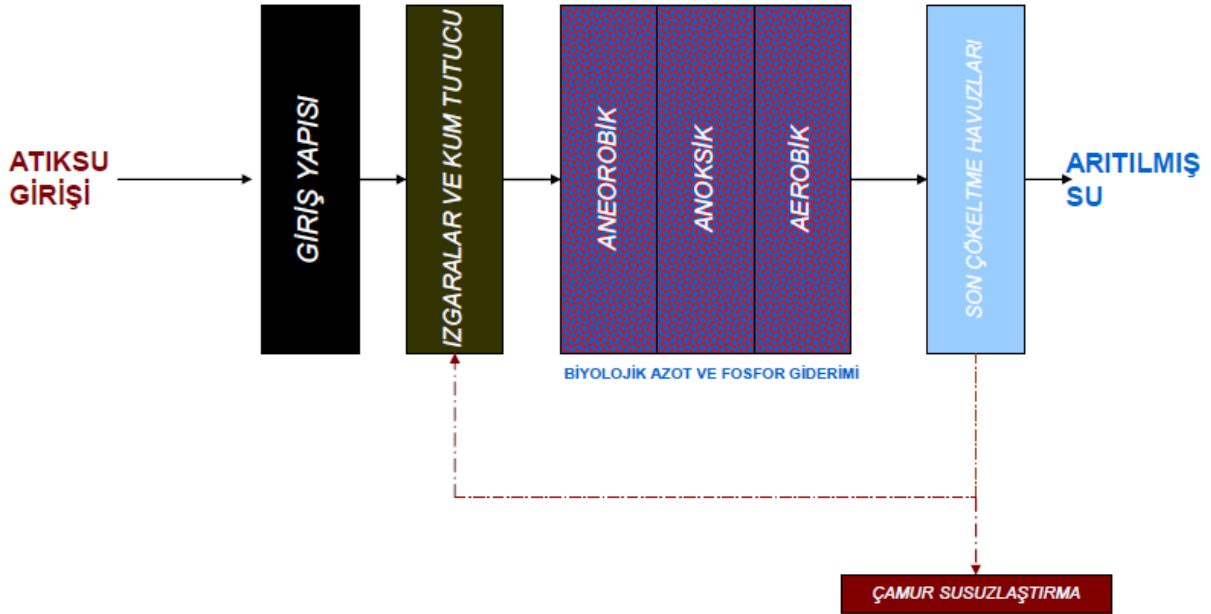 ATIKSU
GİRİŞİ
GİRİŞ YAPISI
IZGARALAR VE KUM TUTUCU
ANEOROBİK
ANOKSİK
AEROBİK
SON ÇÖKELTME HAVUZLARI
ARITILMIŞ
SU
BİYOLOJİK AZOT VE FOSFOR GİDERİMİ
ÇAMUR SUSUZLAŞTIRMA